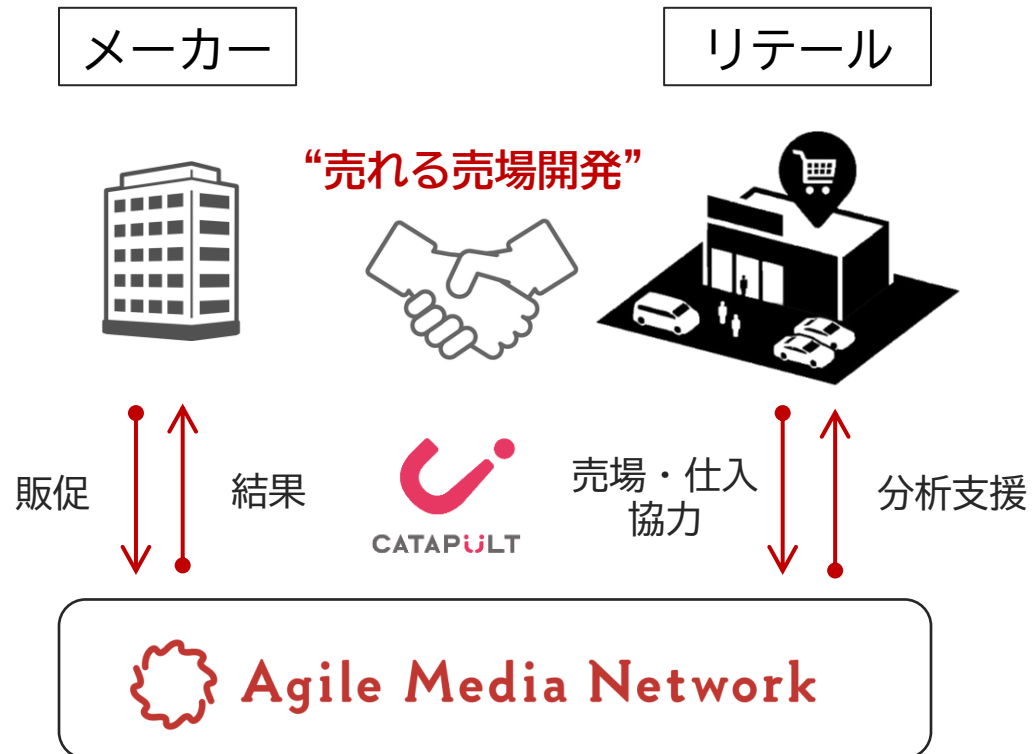 メーカー
リテール
“売れる売場開発”
販促
結果
CATAPULT
売場・仕入
協力
分析支援
Agile Media Network